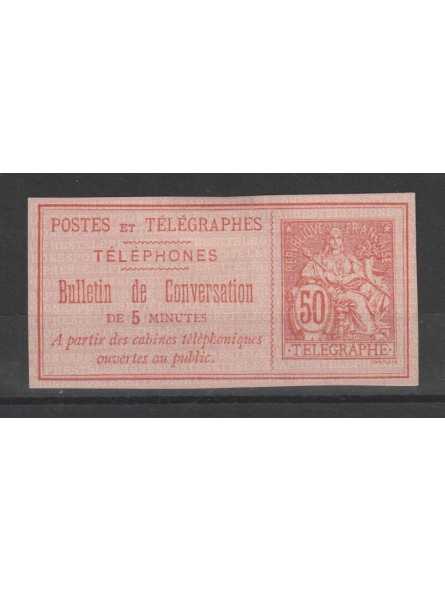 POSTES ET TÉLÉGRAPHES
TÉLÉPHONES
Bulletin de Conversation
DE 5 MINUTES
A partir des cabines téléphoniques
ouvertes au public.
RÉPUBLIQUE FRANÇAISE
50
TELEGRAPHE